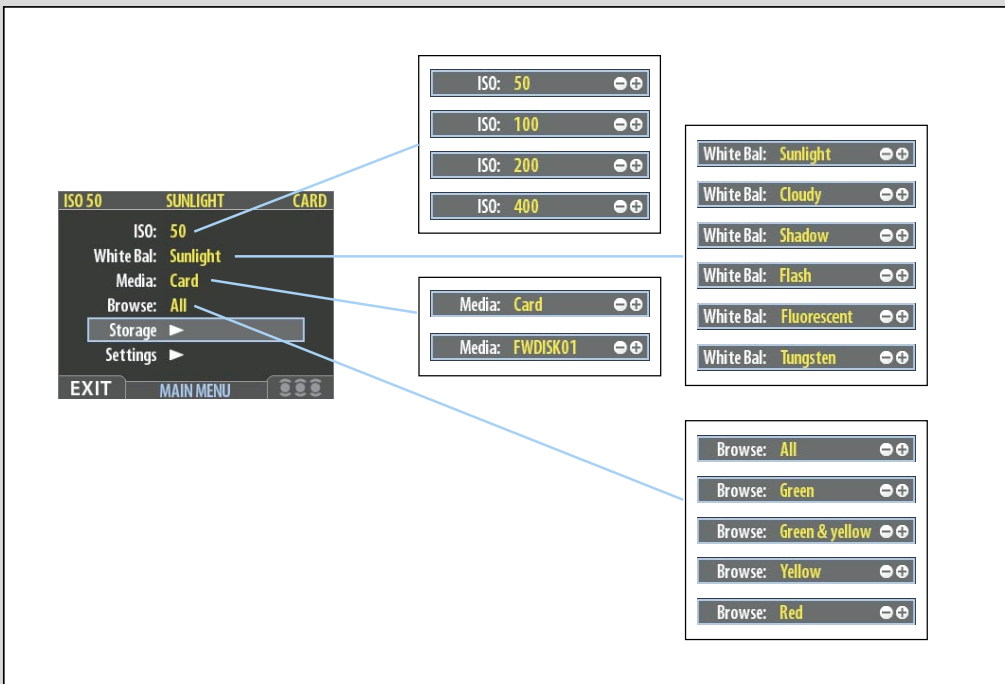 ISO 50 SUNLIGHT CARD
ISO: 50
White Bal: Sunlight
Media: Card
Browse: All
Storage
Settings
EXIT MAIN MENU
ISO: 50
ISO: 100
ISO: 200
ISO: 400
Media: Card
Media: FWDISK01
White Bal: Sunlight
White Bal: Cloudy
White Bal: Shadow
White Bal: Flash
White Bal: Fluorescent
White Bal: Tungsten
Browse: All
Browse: Green
Browse: Green & yellow
Browse: Yellow
Browse: Red